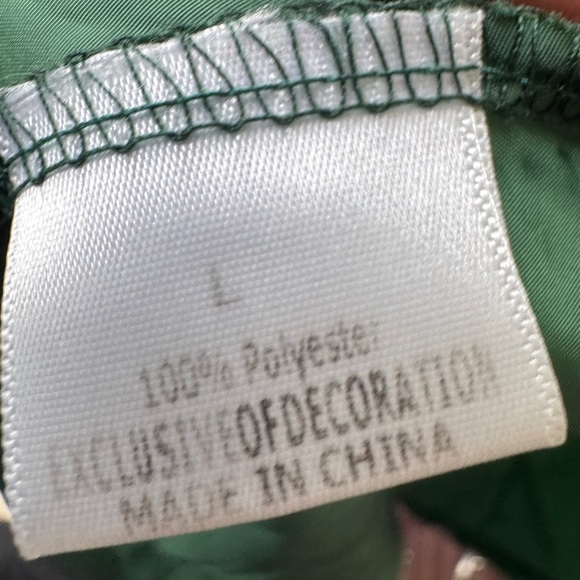 L
100% Polyester
EXCLUSIVEOFDECORATION
MADE IN CHINA